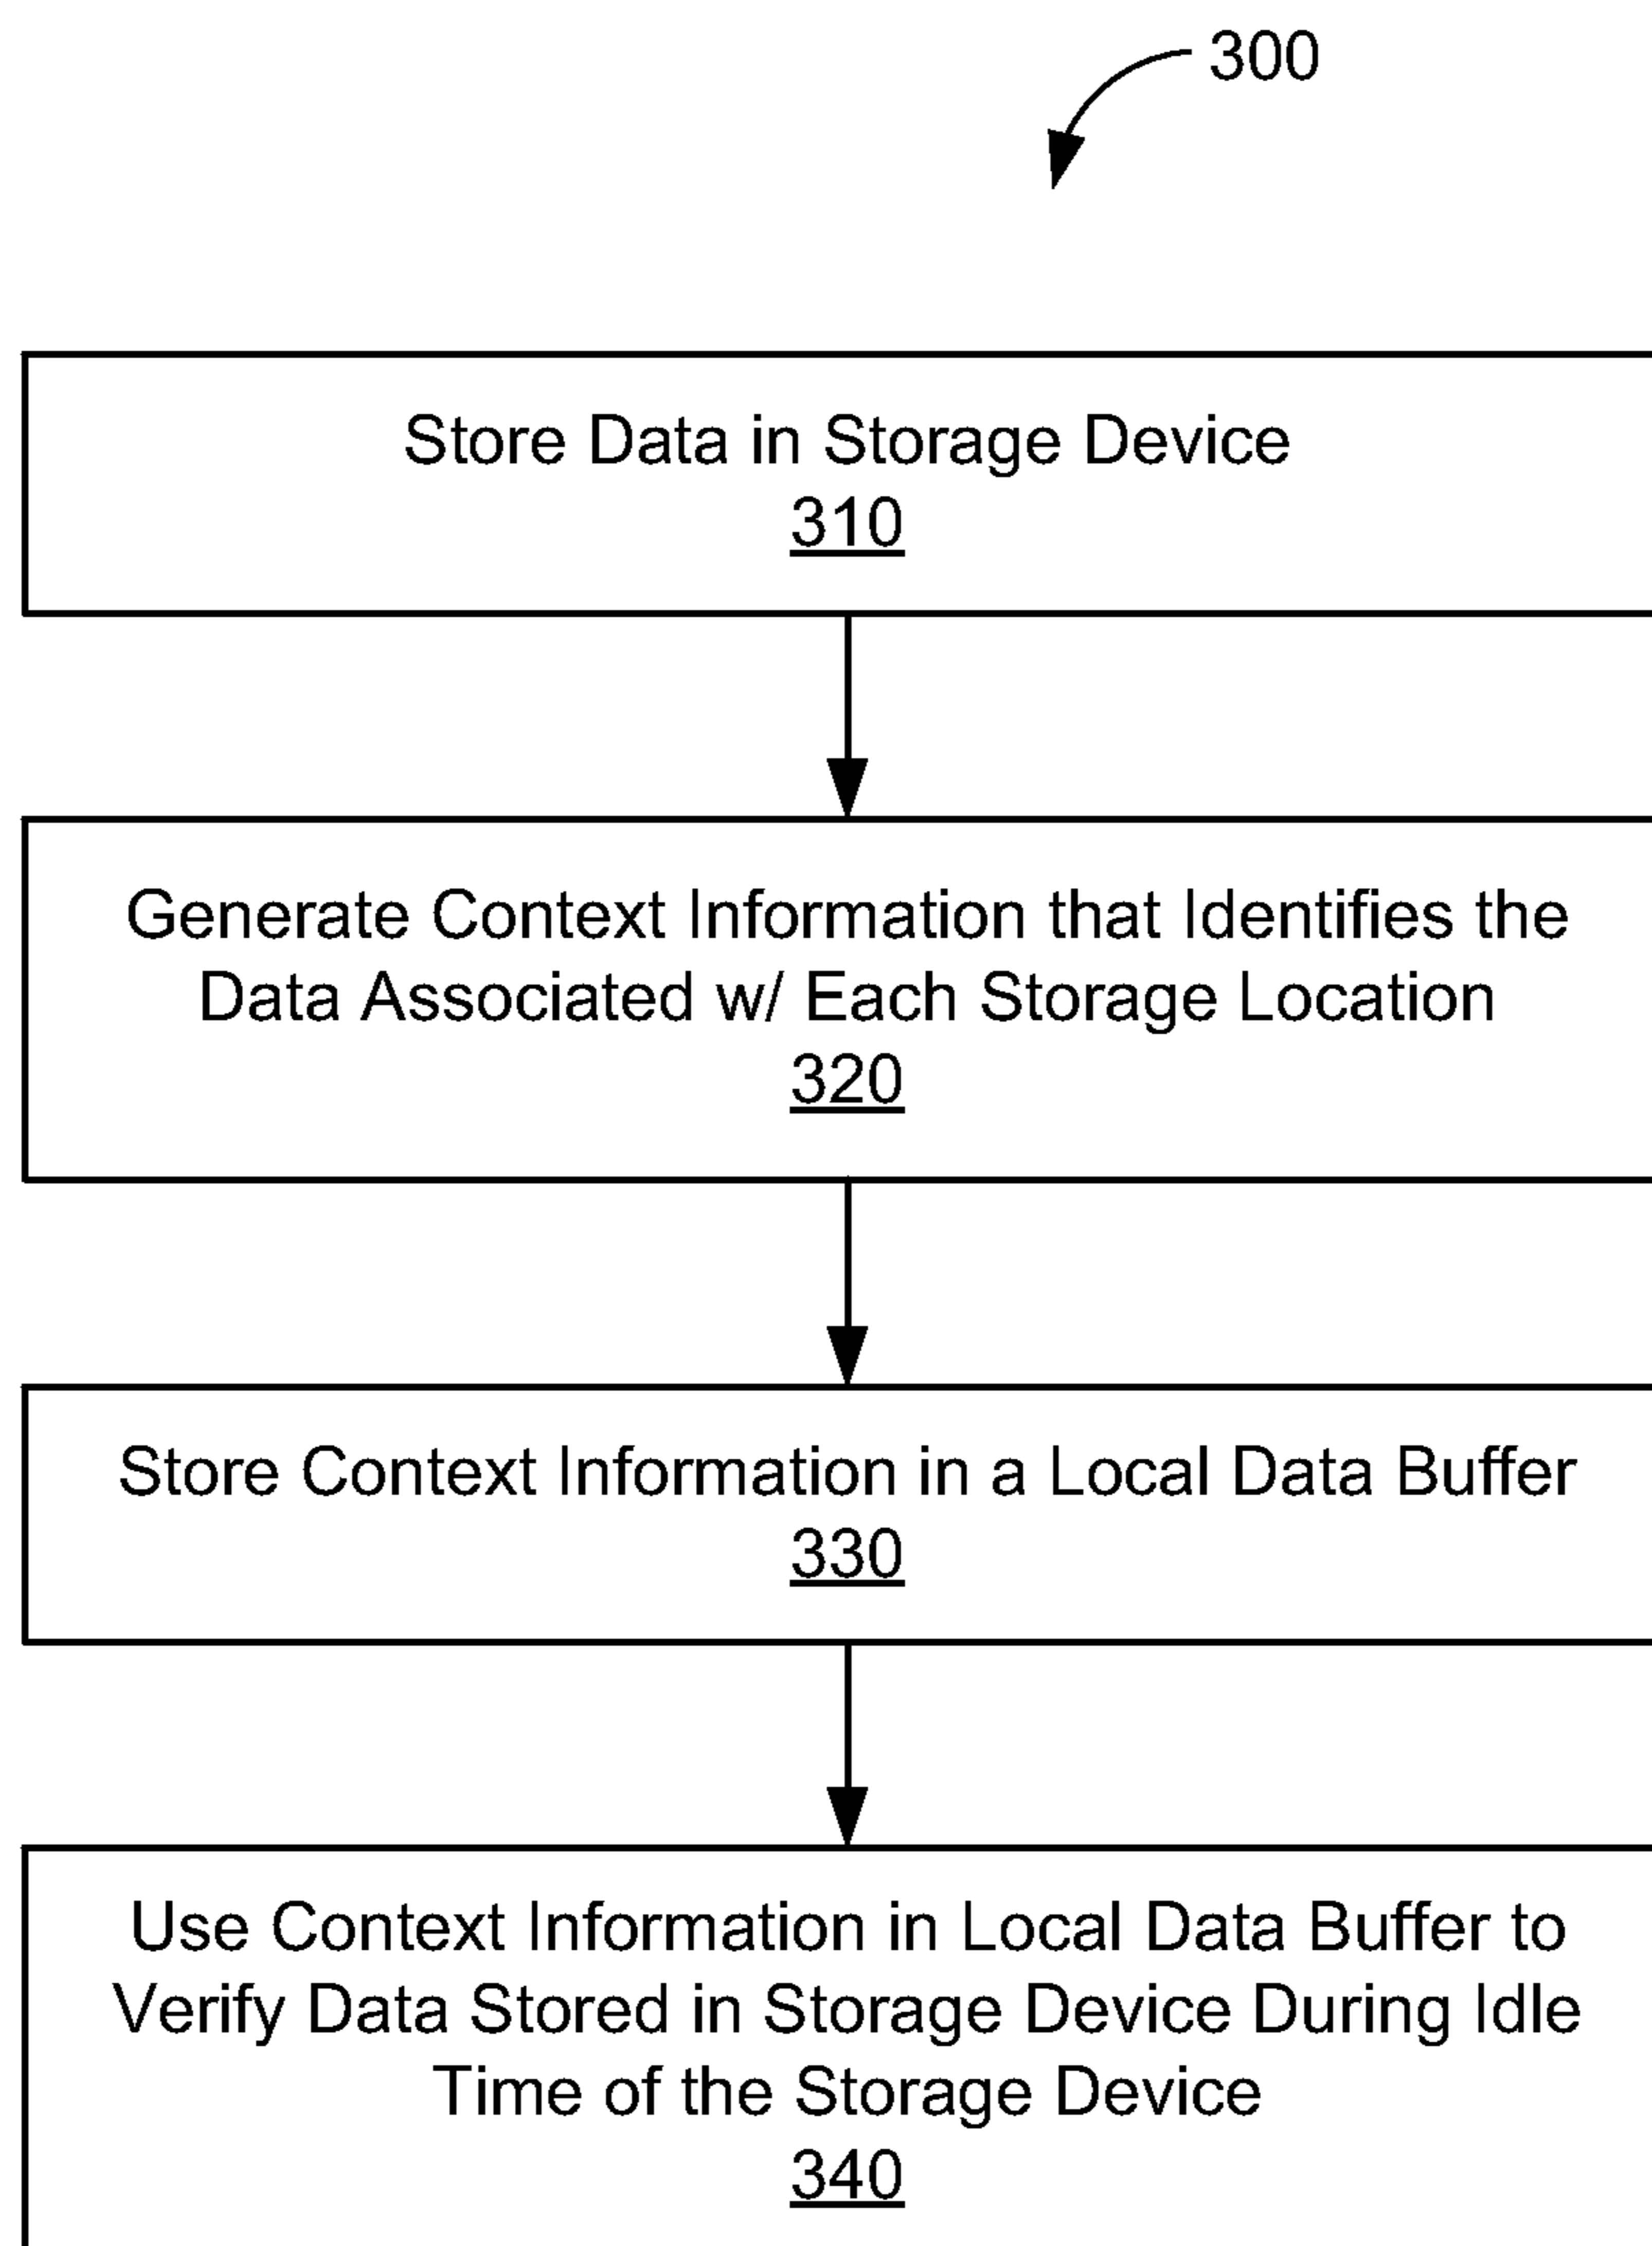 300
Store Data in Storage Device
310
Generate Context Information that Identifies the
Data Associated w/ Each Storage Location
320
Store Context Information in a Local Data Buffer
330
Use Context Information in Local Data Buffer to
Verify Data Stored in Storage Device During Idle
Time of the Storage Device
340